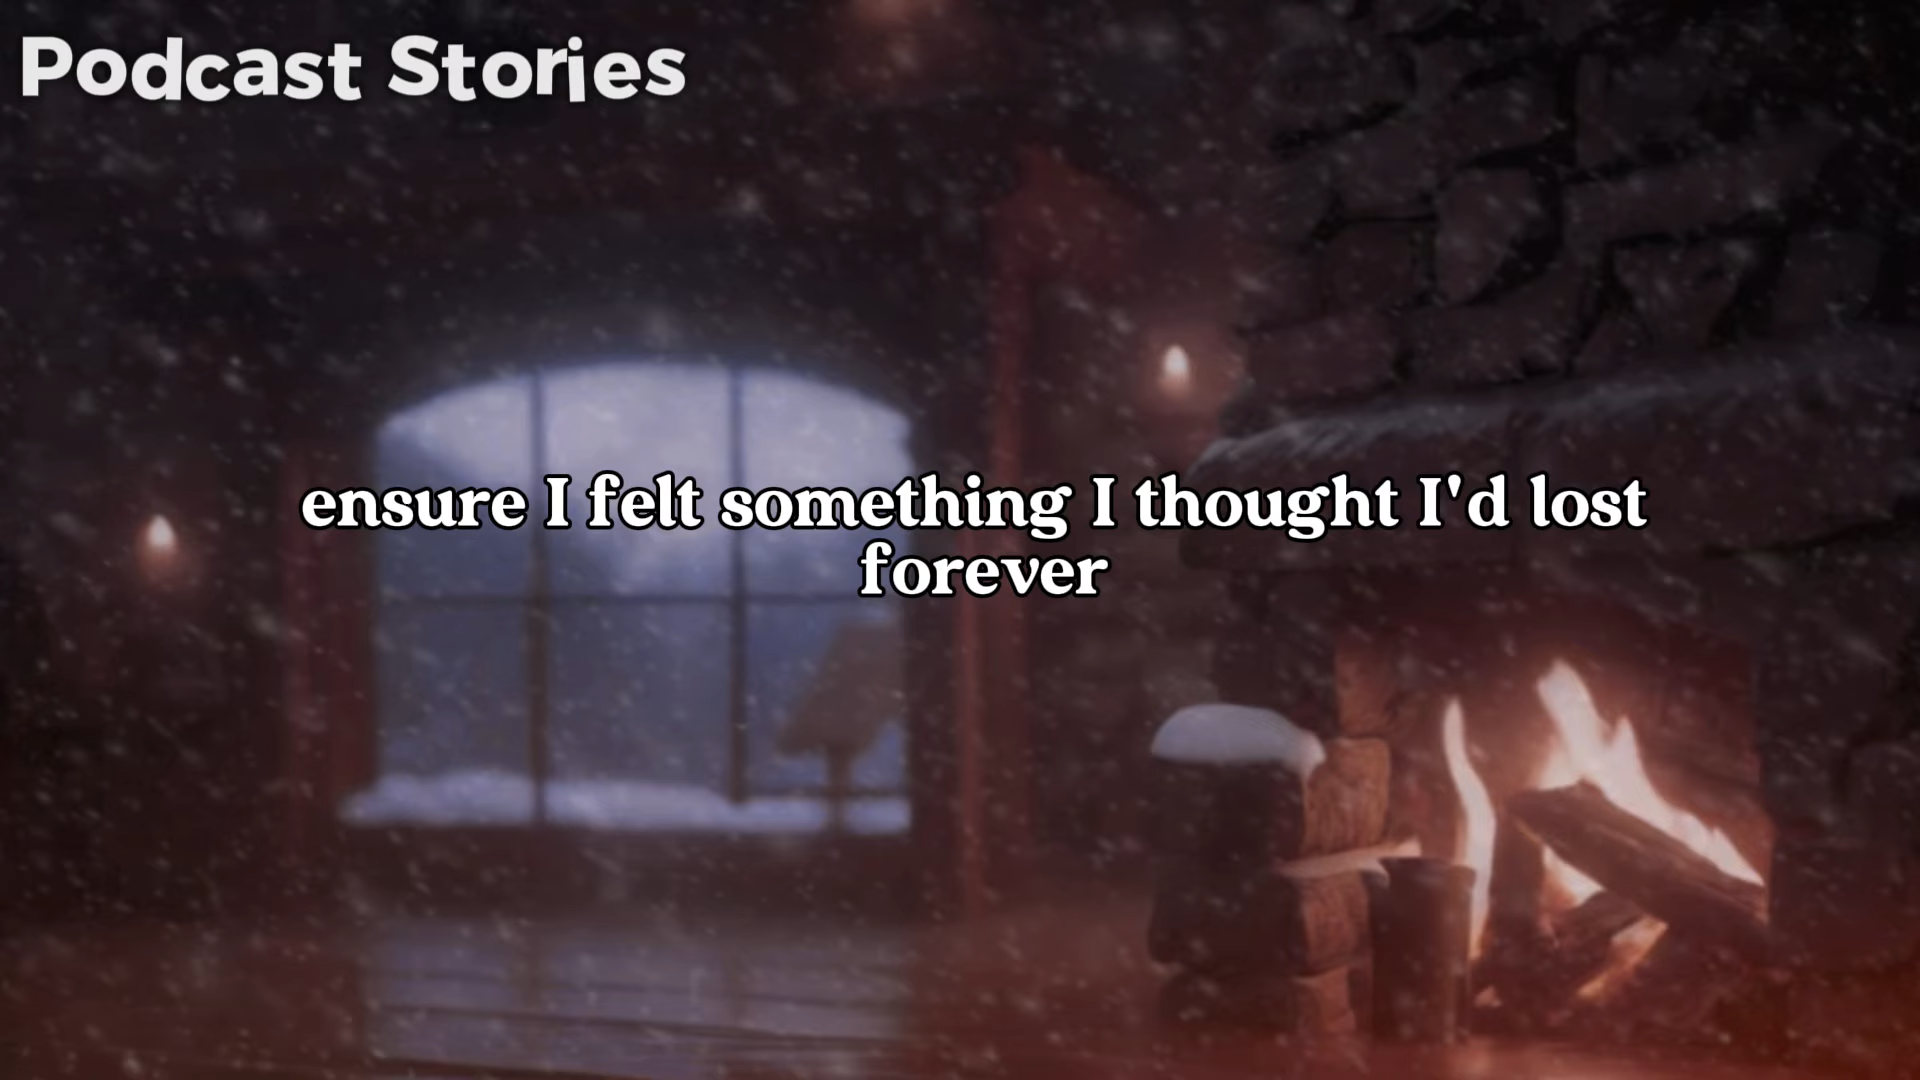 Podcast Stories
ensure I felt something I thought I'd lost
forever